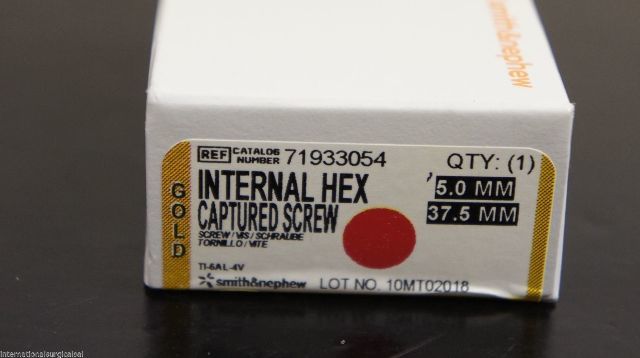 smith&nephew
REF CATALOG NUMBER 71933054 QTY: (1)
GOLD
INTERNAL HEX 5.0 MM
CAPTURED SCREW 37.5 MM
SCREW/VIS/SCHRAUBE
TORNILLO/VITE
TI-6AL-4V
smith&nephew LOT NO. 10MT02018
internationalsurgicalsal